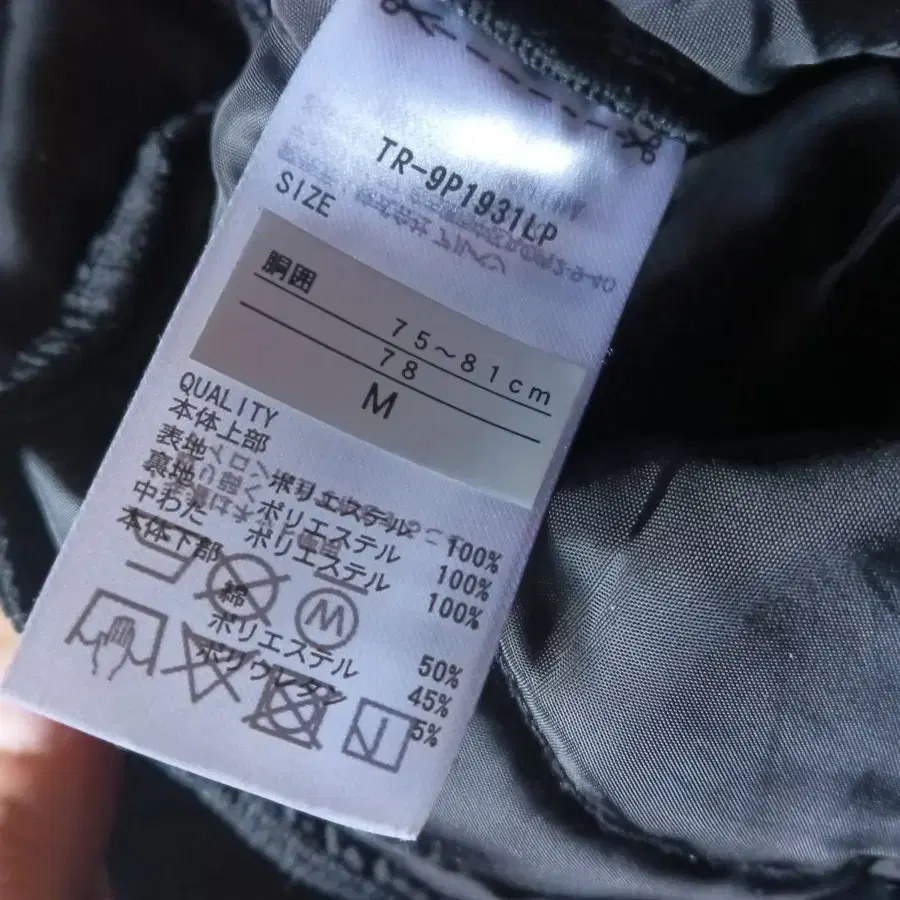 TR-9P1931LP
SIZE
胴囲
75～81cm
78
M
QUALITY
本体上部
表地 ポリエステル 100%
裏地 ポリエステル 100%
中わた ポリエステル 100%
本体下部
綿 50%
ポリエステル 45%
ポリウレタン 5%
W